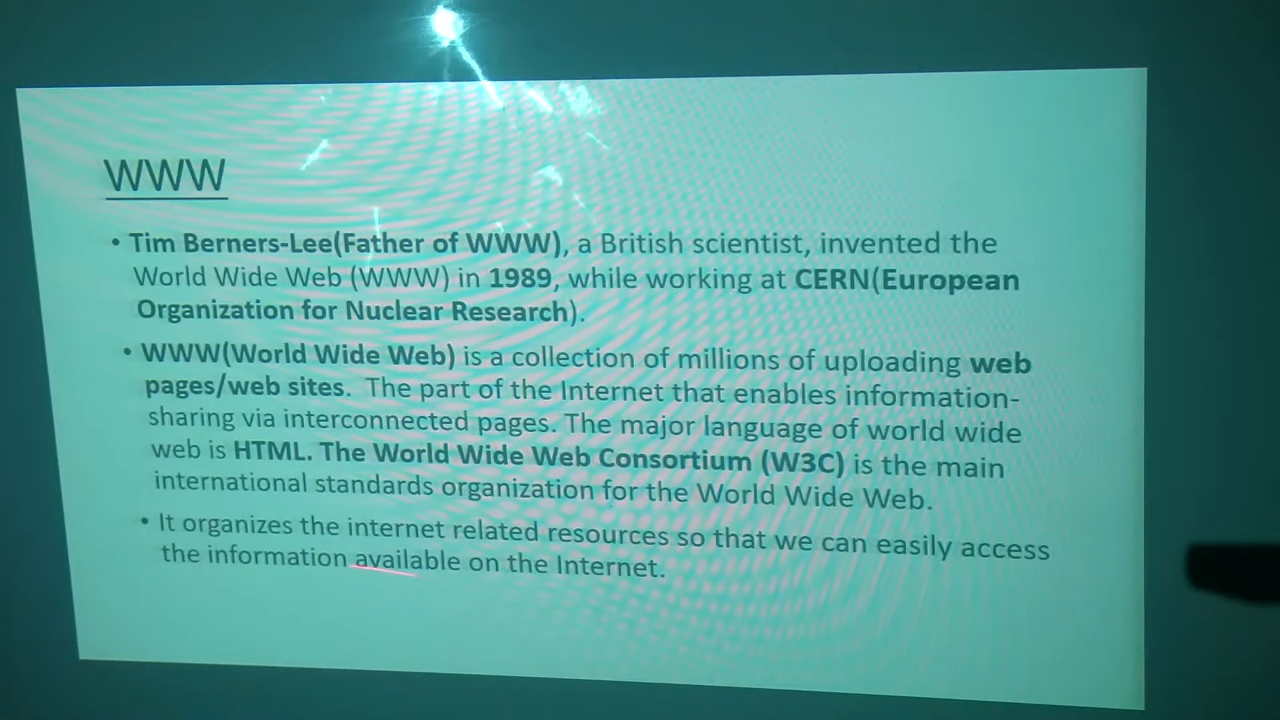 WWW
• Tim Berners-Lee(Father of WWW), a British scientist, invented the
World Wide Web (WWW) in 1989, while working at CERN(European
Organization for Nuclear Research).
• WWW(World Wide Web) is a collection of millions of uploading web
pages/web sites. The part of the Internet that enables information-
sharing via interconnected pages. The major language of world wide
web is HTML. The World Wide Web Consortium (W3C) is the main
international standards organization for the World Wide Web.
• It organizes the internet related resources so that we can easily access
the information available on the Internet.